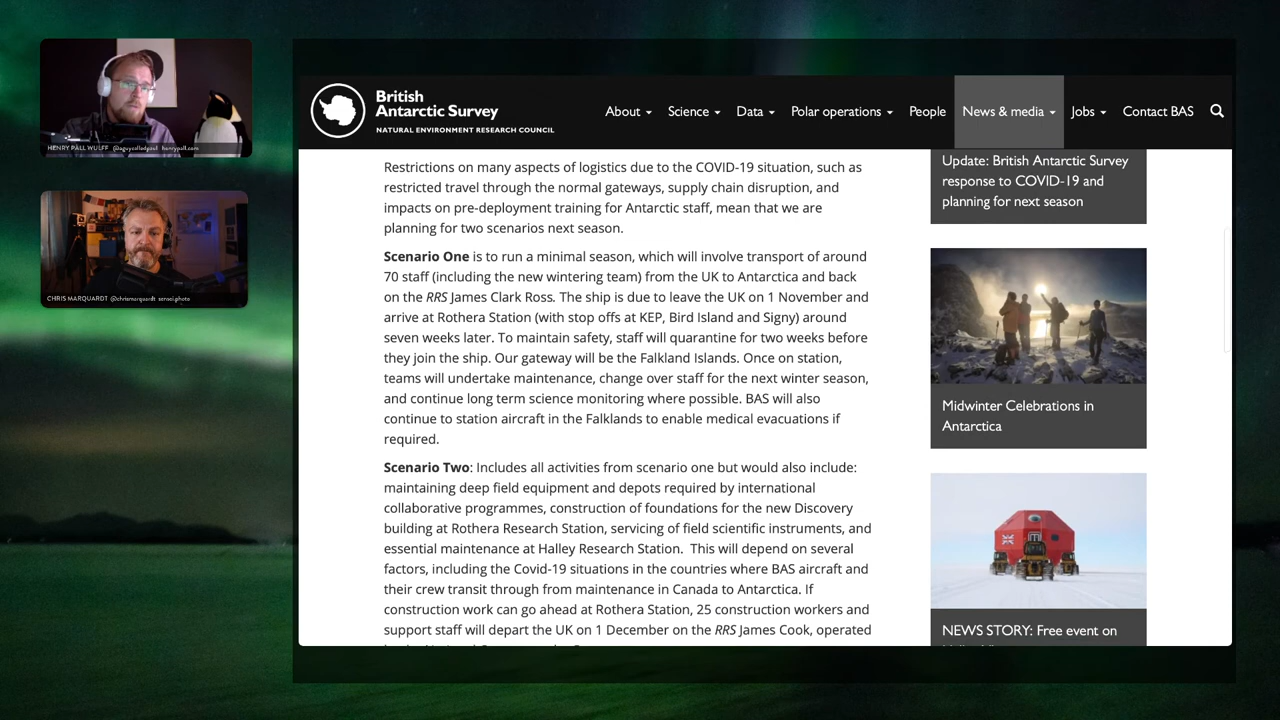 HENRY PÁLL WULFF @aguycalledpall henrypall.com
CHRIS MARQUARDT @chrismarquardt sensei.photo
British
Antarctic Survey
NATURAL ENVIRONMENT RESEARCH COUNCIL
About Science Data Polar operations People News & media Jobs Contact BAS
Restrictions on many aspects of logistics due to the COVID-19 situation, such as
restricted travel through the normal gateways, supply chain disruption, and
impacts on pre-deployment training for Antarctic staff, mean that we are
planning for two scenarios next season.
Scenario One is to run a minimal season, which will involve transport of around
70 staff (including the new wintering team) from the UK to Antarctica and back
on the RRS James Clark Ross. The ship is due to leave the UK on 1 November and
arrive at Rothera Station (with stop offs at KEP, Bird Island and Signy) around
seven weeks later. To maintain safety, staff will quarantine for two weeks before
they join the ship. Our gateway will be the Falkland Islands. Once on station,
teams will undertake maintenance, change over staff for the next winter season,
and continue long term science monitoring where possible. BAS will also
continue to station aircraft in the Falklands to enable medical evacuations if
required.
Scenario Two: Includes all activities from scenario one but would also include:
maintaining deep field equipment and depots required by international
collaborative programmes, construction of foundations for the new Discovery
building at Rothera Research Station, servicing of field scientific instruments, and
essential maintenance at Halley Research Station. This will depend on several
factors, including the Covid-19 situations in the countries where BAS aircraft and
their crew transit through from maintenance in Canada to Antarctica. If
construction work can go ahead at Rothera Station, 25 construction workers and
support staff will depart the UK on 1 December on the RRS James Cook, operated
Update: British Antarctic Survey
response to COVID-19 and
planning for next season
Midwinter Celebrations in
Antarctica
NEWS STORY: Free event on